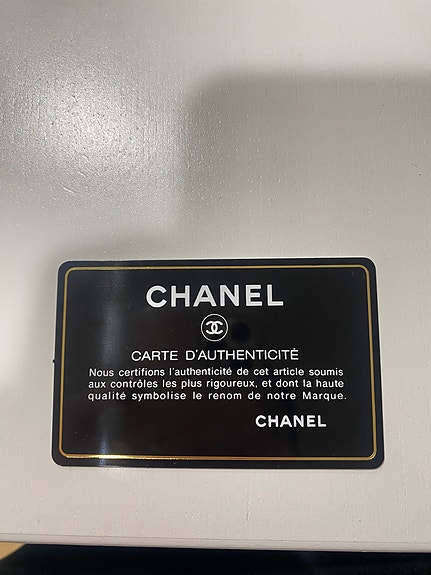 CHANEL
CARTE D'AUTHENTICITÉ
Nous certifions l'authenticité de cet article soumis
aux contrôles les plus rigoureux, et dont la haute
qualité symbolise le renom de notre Marque.
CHANEL